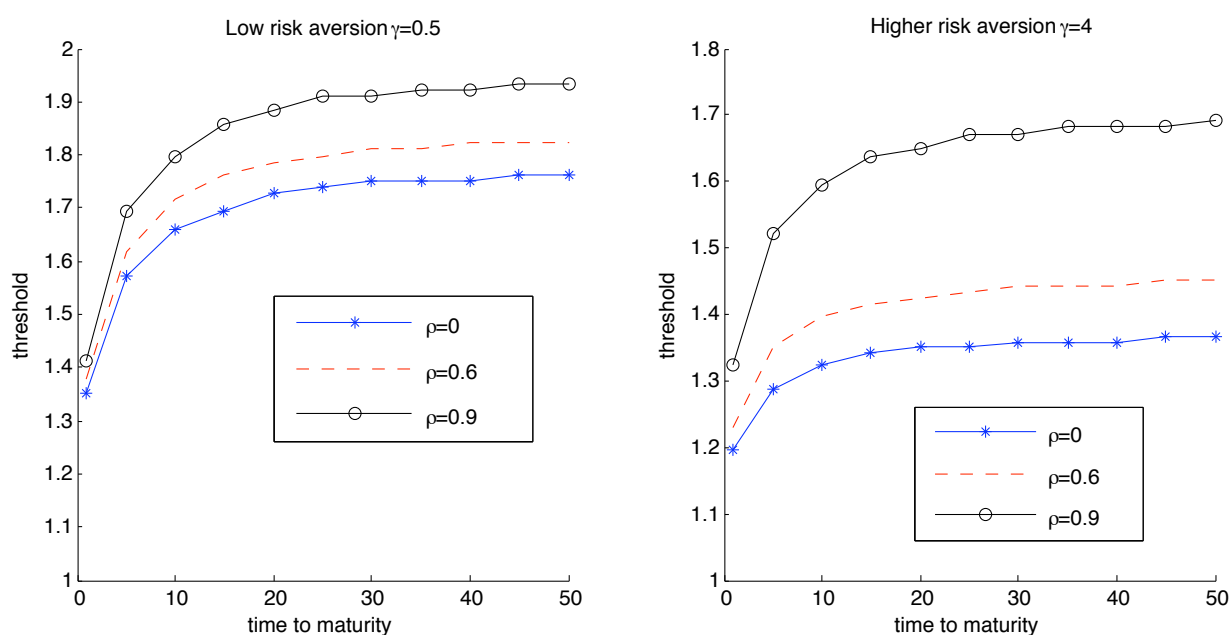 Low risk aversion γ=0.5
2
1.9
1.8
1.7
1.6
1.5
1.4
1.3
1.2
1.1
1
threshold
ρ=0
ρ=0.6
ρ=0.9
0 10 20 30 40 50
time to maturity
Higher risk aversion γ=4
1.8
1.7
1.6
1.5
1.4
1.3
1.2
1.1
1
threshold
ρ=0
ρ=0.6
ρ=0.9
0 10 20 30 40 50
time to maturity